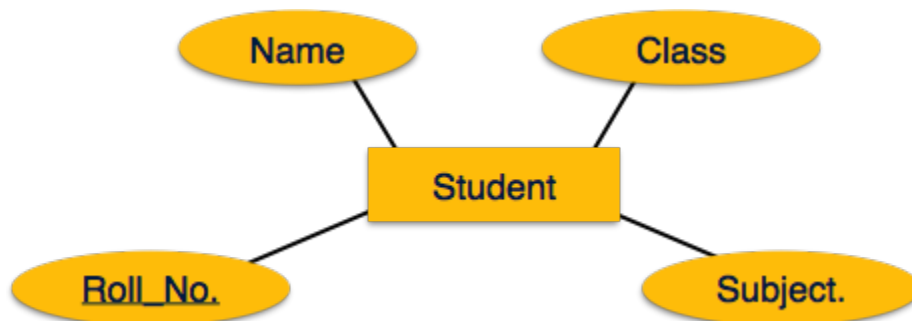 Name
Class
Student
Roll_No.
Subject.